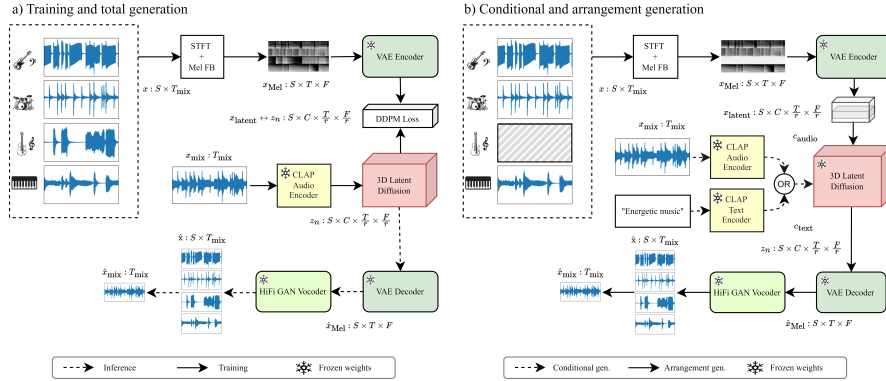 a) Training and total generation
STFT
+
Mel FB
VAE Encoder
x : S × T_mix
x_Mel : S × T × F
x_latent ↔ z_n : S × C × T/r × F/r
DDPM Loss
x_mix : T_mix
CLAP
Audio
Encoder
3D Latent
Diffusion
z_n : S × C × T/r × F/r
x̂ : S × T_mix
x̂_mix : T_mix
HiFi GAN Vocoder
VAE Decoder
x̂_Mel : S × T × F
Inference
Training
Frozen weights
b) Conditional and arrangement generation
STFT
+
Mel FB
VAE Encoder
x : S × T_mix
x_Mel : S × T × F
x_latent : S × C × T/r × F/r
c_audio
x_mix : T_mix
CLAP
Audio
Encoder
OR
3D Latent
Diffusion
"Energetic music"
CLAP
Text
Encoder
c_text
z_n : S × C × T/r × F/r
x̂ : S × T_mix
x̂_mix : T_mix
HiFi GAN Vocoder
VAE Decoder
x̂_Mel : S × T × F
Conditional gen.
Arrangement gen.
Frozen weights